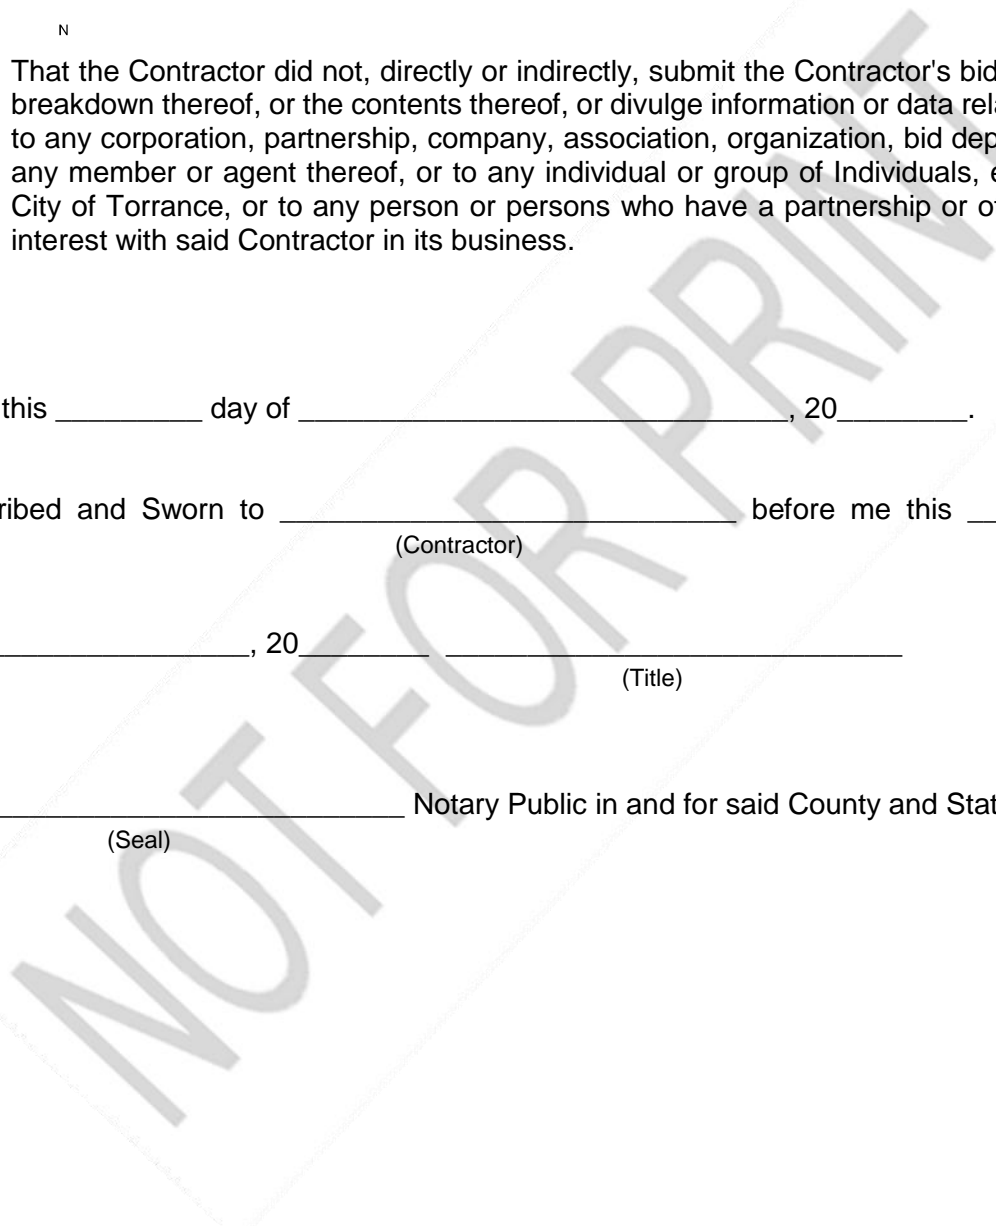 N
That the Contractor did not, directly or indirectly, submit the Contractor's bid
breakdown thereof, or the contents thereof, or divulge information or data rel
to any corporation, partnership, company, association, organization, bid dep
any member or agent thereof, or to any individual or group of Individuals, e
City of Torrance, or to any person or persons who have a partnership or o
interest with said Contractor in its business.
this _________ day of ______________________________, 20________.
ribed and Sworn to ____________________________ before me this __
(Contractor)
________________, 20________ ____________________________
(Title)
_________________________ Notary Public in and for said County and Stat
(Seal)
NOT FOR PRINT